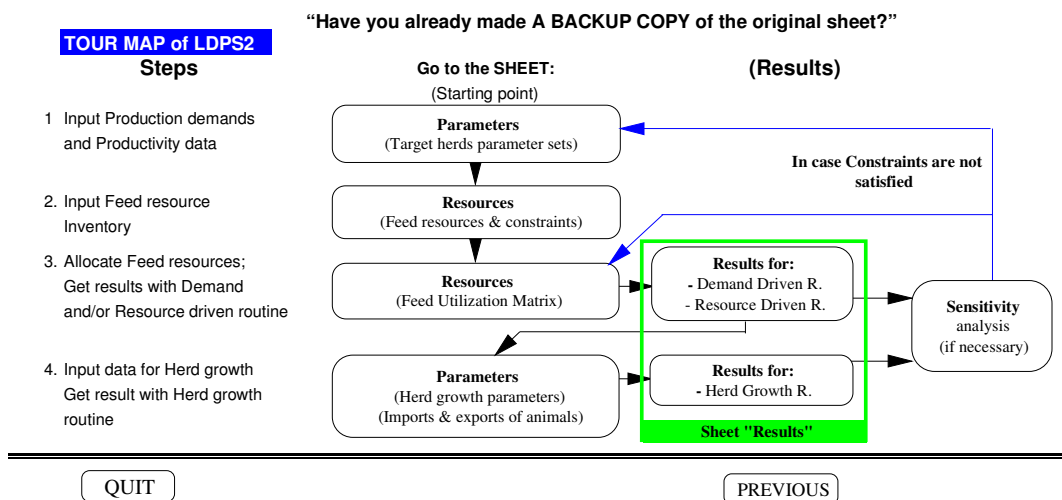 “Have you already made A BACKUP COPY of the original sheet?”
TOUR MAP of LDPS2
Steps
Go to the SHEET:
(Starting point)
(Results)
1 Input Production demands
and Productivity data
Parameters
(Target herds parameter sets)
In case Constraints are not
satisfied
2. Input Feed resource
Inventory
Resources
(Feed resources & constraints)
3. Allocate Feed resources;
Get results with Demand
and/or Resource driven routine
Resources
(Feed Utilization Matrix)
Results for:
- Demand Driven R.
- Resource Driven R.
Sensitivity
analysis
(if necessary)
4. Input data for Herd growth
Get result with Herd growth
routine
Parameters
(Herd growth parameters)
(Imports & exports of animals)
Results for:
- Herd Growth R.
Sheet "Results"
QUIT
PREVIOUS